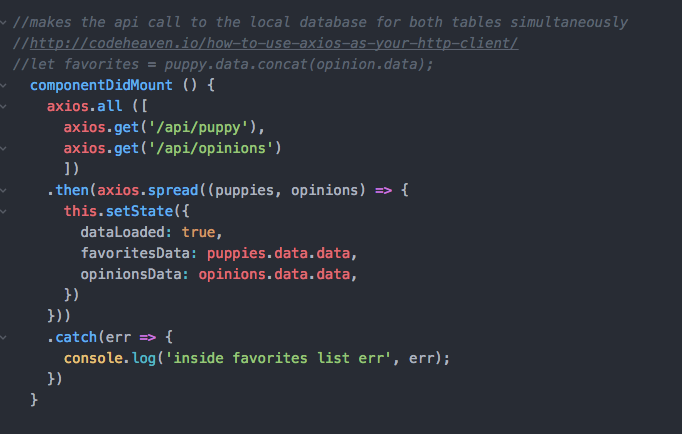 //makes the api call to the local database for both tables simultaneously
//http://codeheaven.io/how-to-use-axios-as-your-http-client/
//let favorites = puppy.data.concat(opinion.data);
componentDidMount () {
axios.all ([
axios.get('/api/puppy'),
axios.get('/api/opinions')
])
.then(axios.spread((puppies, opinions) => {
this.setState({
dataLoaded: true,
favoritesData: puppies.data.data,
opinionsData: opinions.data.data,
})
}))
.catch(err => {
console.log('inside favorites list err', err);
})
}